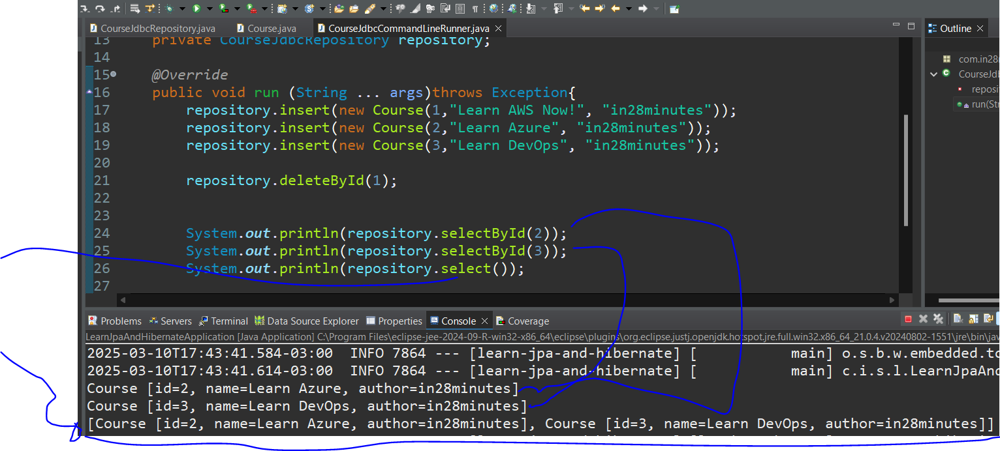 CourseJdbcRepository.java Course.java CourseJdbcCommandLineRunner.java Outline
13 private CourseJdbcRepository repository;
14
15 @Override
16 public void run (String ... args)throws Exception{
17 repository.insert(new Course(1,"Learn AWS Now!", "in28minutes"));
18 repository.insert(new Course(2,"Learn Azure", "in28minutes"));
19 repository.insert(new Course(3,"Learn DevOps", "in28minutes"));
20
21 repository.deleteById(1);
22
23
24 System.out.println(repository.selectById(2));
25 System.out.println(repository.selectById(3));
26 System.out.println(repository.select());
27
com.in28
CourseJd
reposi
run(Str
Problems Servers Terminal Data Source Explorer Properties Console Coverage
LearnJpaAndHibernateApplication [Java Application] C:\Program Files\eclipse-jee-2024-09-R-win32-x86_64\eclipse\plugins\org.eclipse.justj.openjdk.hotspot.jre.full.win32.x86_64_21.0.4.v20240802-1551\jre\bin\jav
2025-03-10T17:43:41.584-03:00 INFO 7864 --- [learn-jpa-and-hibernate] [ main] o.s.b.w.embedded.to
2025-03-10T17:43:41.614-03:00 INFO 7864 --- [learn-jpa-and-hibernate] [ main] c.i.s.l.LearnJpaAnd
Course [id=2, name=Learn Azure, author=in28minutes]
Course [id=3, name=Learn DevOps, author=in28minutes]
[Course [id=2, name=Learn Azure, author=in28minutes], Course [id=3, name=Learn DevOps, author=in28minutes]]